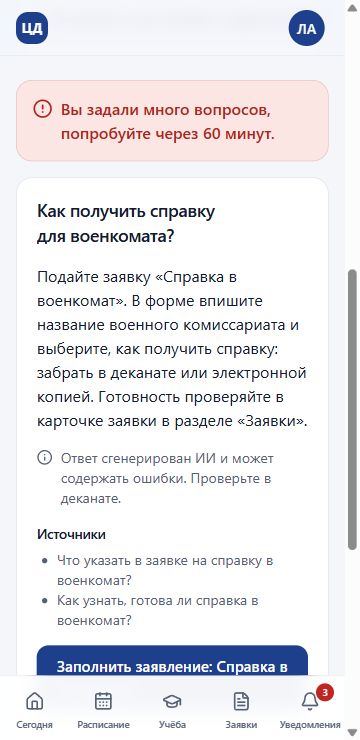 ЦД
ЛА
Вы задали много вопросов,
попробуйте через 60 минут.
Как получить справку
для военкомата?
Подайте заявку «Справка в
военкомат». В форме впишите
название военного комиссариата и
выберите, как получить справку:
забрать в деканате или электронной
копией. Готовность проверяйте в
карточке заявки в разделе «Заявки».
Ответ сгенерирован ИИ и может
содержать ошибки. Проверьте в
деканате.
Источники
• Что указать в заявке на справку в
военкомат?
• Как узнать, готова ли справка в
военкомат?
Заполнить заявление: Справка в
3
Сегодня
Расписание
Учёба
Заявки
Уведомления